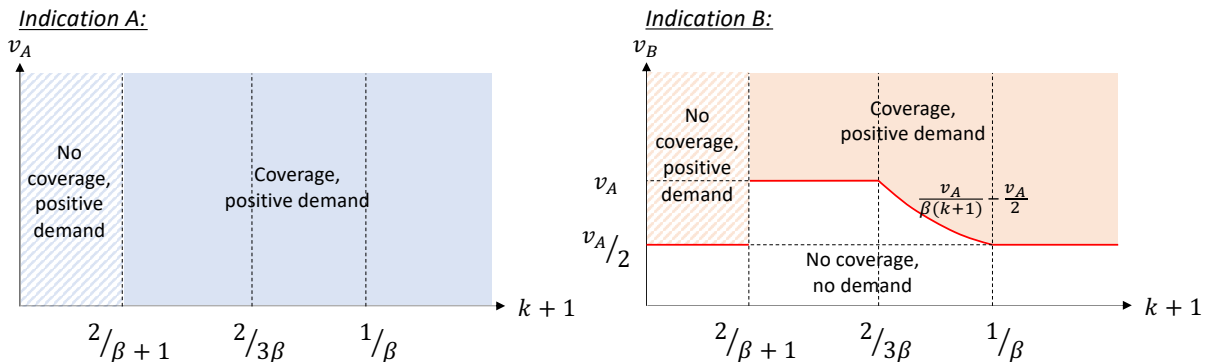 Indication A:
v_A
No
coverage,
positive
demand
Coverage,
positive demand
k + 1
2/β + 1
2/3β
1/β
Indication B:
v_B
No
coverage,
positive
demand
Coverage,
positive demand
v_A
v_A/β(k+1) − v_A/2
v_A/2
No coverage,
no demand
k + 1
2/β + 1
2/3β
1/β